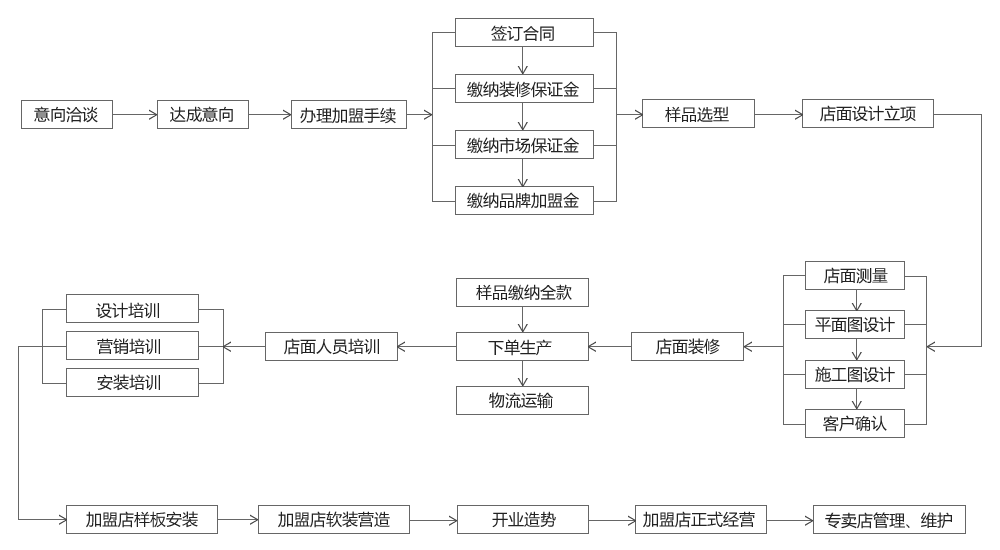 签订合同
缴纳装修保证金
意向洽谈
达成意向
办理加盟手续
样品选型
店面设计立项
缴纳市场保证金
缴纳品牌加盟金
店面测量
设计培训
样品缴纳全款
平面图设计
营销培训
店面人员培训
下单生产
店面装修
安装培训
施工图设计
物流运输
客户确认
加盟店样板安装
加盟店软装营造
开业造势
加盟店正式经营
专卖店管理、维护